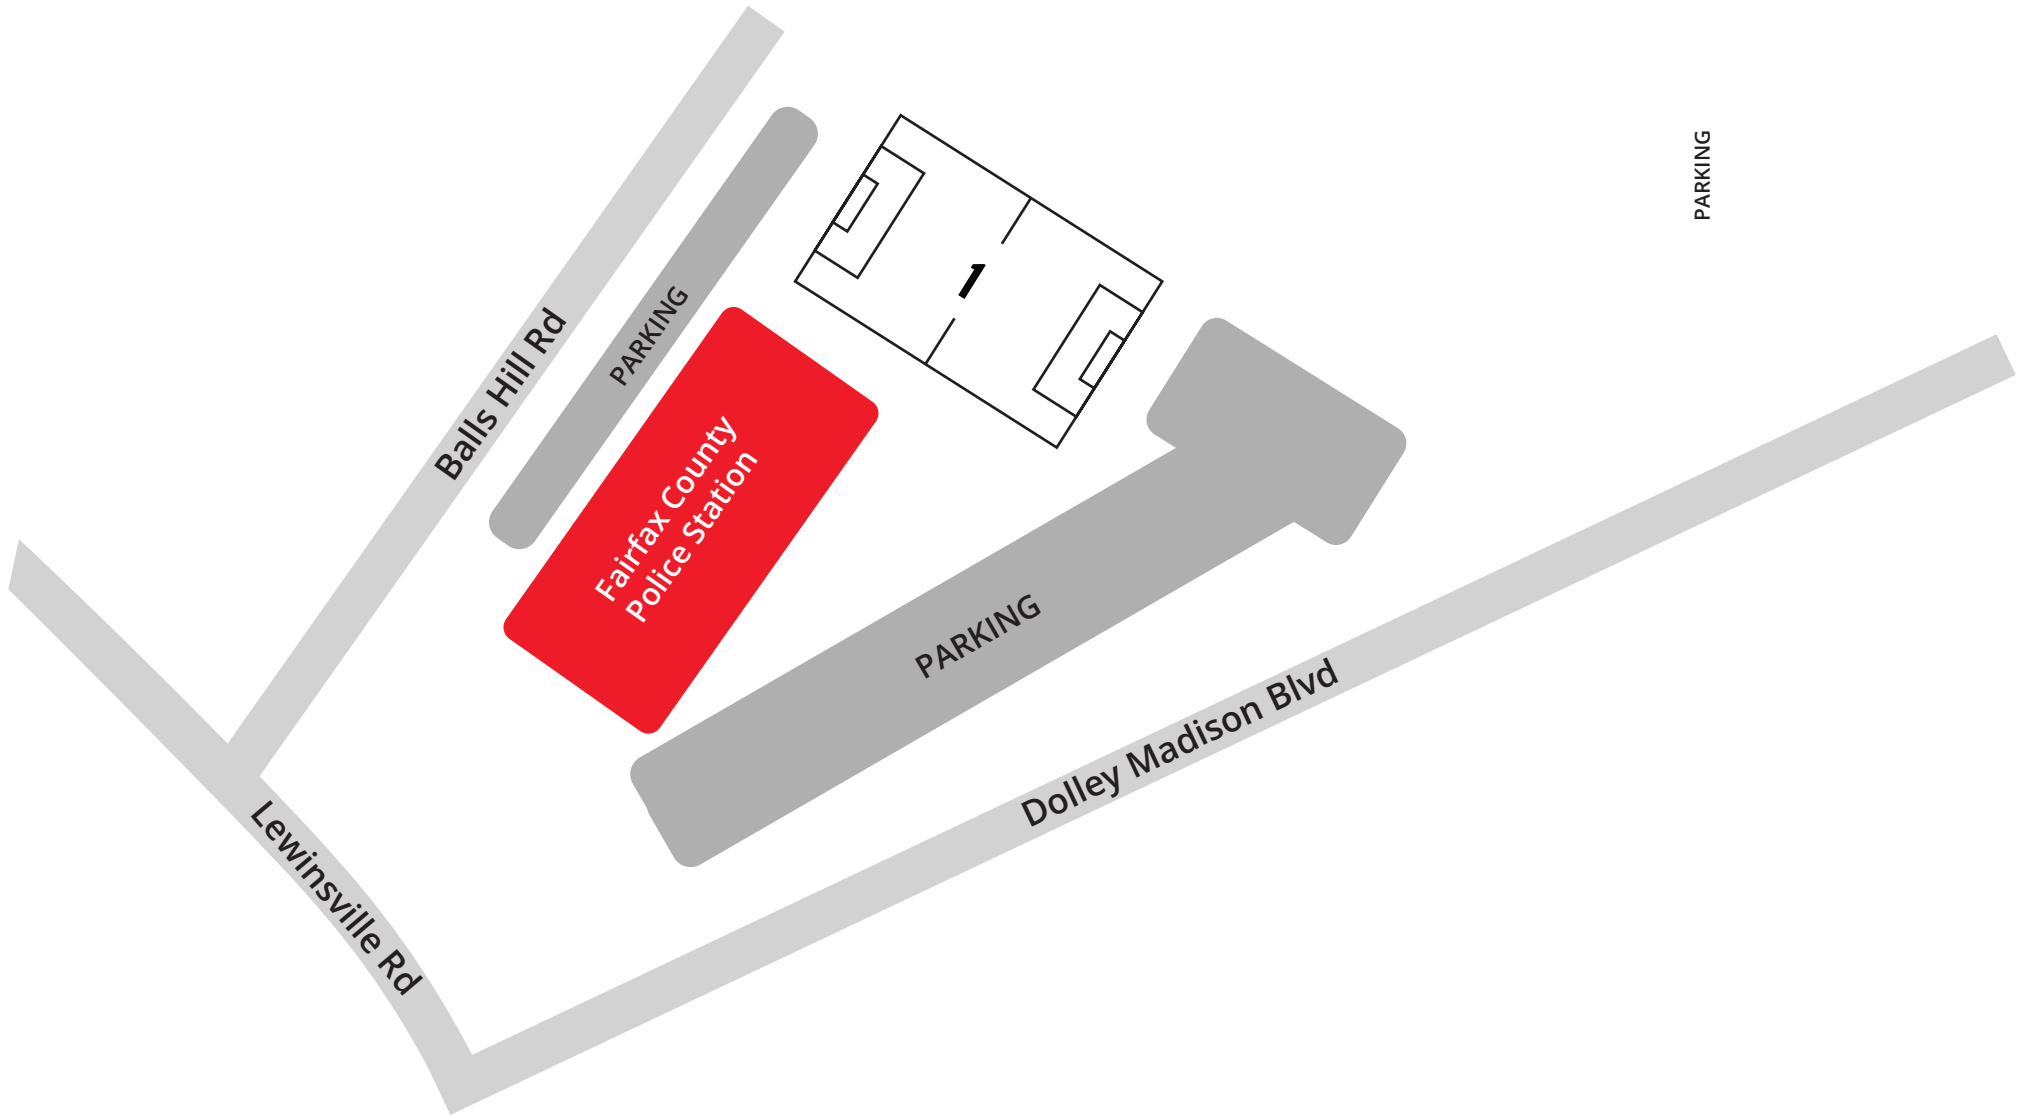 PARKING
1
Balls Hill Rd
PARKING
Fairfax County
Police Station
PARKING
Dolley Madison Blvd
Lewinsville Rd